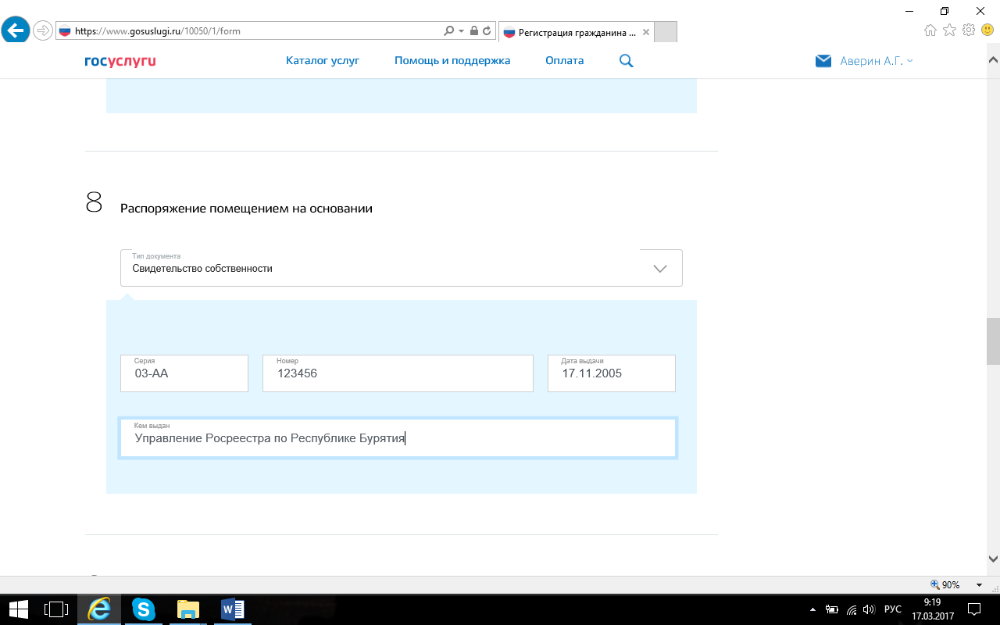 https://www.gosuslugi.ru/10050/1/form
Регистрация гражданина ...
госуслуги
Каталог услуг
Помощь и поддержка
Оплата
Аверин А.Г.
8
Распоряжение помещением на основании
Тип документа
Свидетельство собственности
Серия
03-АА
Номер
123456
Дата выдачи
17.11.2005
Кем выдан
Управление Росреестра по Республике Бурятия
90%
РУС
9:19
17.03.2017